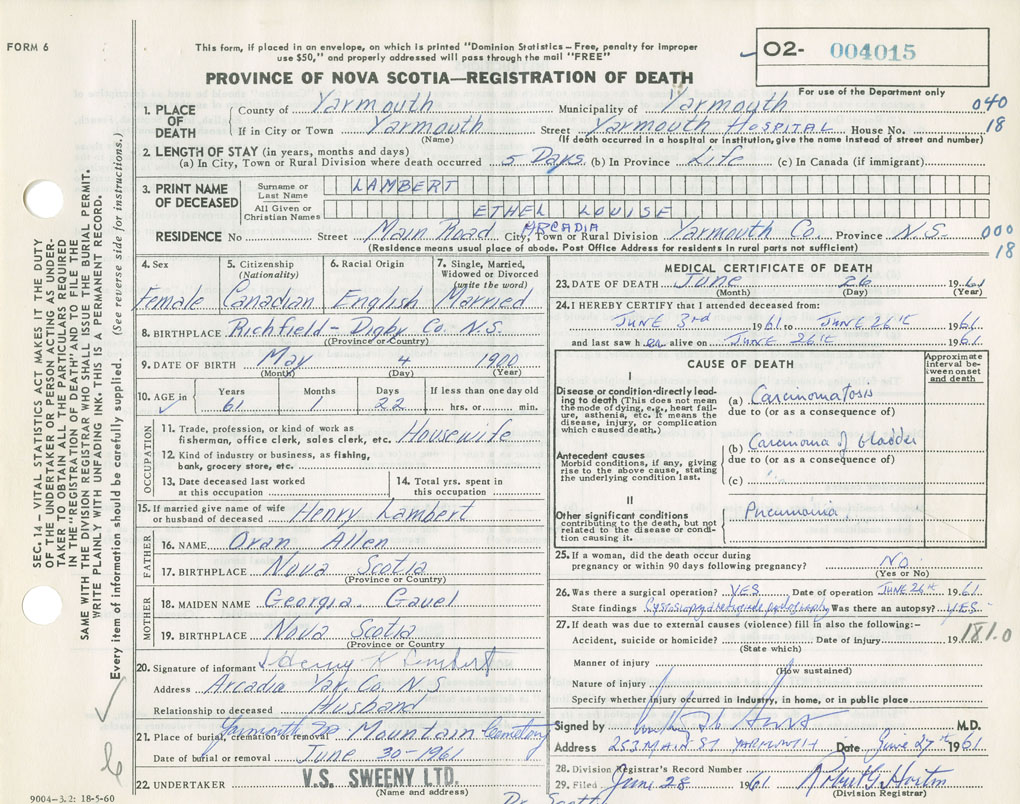 FORM 6
This form, if placed in an envelope, on which is printed "Dominion Statistics – Free, penalty for improper
use $50," and properly addressed will pass through the mail "FREE"
PROVINCE OF NOVA SCOTIA—REGISTRATION OF DEATH
O2- 004015
For use of the Department only
SEC. 14 – VITAL STATISTICS ACT MAKES IT THE DUTY
OF THE UNDERTAKER OR PERSON ACTING AS UNDER-
TAKER TO OBTAIN ALL THE PARTICULARS REQUIRED
IN THE "REGISTRATION OF DEATH" AND TO FILE THE
SAME WITH THE DIVISION REGISTRAR WHO SHALL ISSUE THE BURIAL PERMIT.
WRITE PLAINLY WITH UNFADING INK. THIS IS A PERMANENT RECORD.
Every item of information should be carefully supplied. (See reverse side for instructions.)
1. PLACE OF DEATH
County of Yarmouth Municipality of Yarmouth 040
If in City or Town Yarmouth Street Yarmouth Hospital House No. 18
(Name) (If death occurred in a hospital or institution, give the name instead of street and number)
2. LENGTH OF STAY (in years, months and days)
(a) In City, Town or Rural Division where death occurred 5 Days (b) In Province Life (c) In Canada (if immigrant)
3. PRINT NAME OF DECEASED
Surname or Last Name LAMBERT
All Given or Christian Names ETHEL LOUISE
RESIDENCE No Street Main Road ARCADIA City, Town or Rural Division Yarmouth Co. Province N.S. 000
(Residence means usual place of abode. Post Office Address for residents in rural parts not sufficient) 18
4. Sex Female
5. Citizenship (Nationality) Canadian
6. Racial Origin English
7. Single, Married, Widowed or Divorced (write the word) Married
8. BIRTHPLACE Richfield - Digby Co. N.S.
(Province or Country)
9. DATE OF BIRTH May 4 1900
(Month) (Day) (Year)
10. AGE in Years Months Days If less than one day old
61 1 22 hrs. or min.
OCCUPATION
11. Trade, profession, or kind of work as
fisherman, office clerk, sales clerk, etc. Housewife
12. Kind of industry or business, as fishing,
bank, grocery store, etc.
13. Date deceased last worked
at this occupation
14. Total yrs. spent in
this occupation
15. If married give name of wife
or husband of deceased Henry Lambert
FATHER
16. NAME Oran Allen
17. BIRTHPLACE Nova Scotia
(Province or Country)
MOTHER
18. MAIDEN NAME Georgia Gavel
19. BIRTHPLACE Nova Scotia
(Province or Country)
20. Signature of informant Henry K Lambert
Address Arcadia Yar. Co. N.S
Relationship to deceased Husband
21. Place of burial, cremation or removal Yarmouth Mountain Cemetery
Date of burial or removal June 30-1961
22. UNDERTAKER V.S. SWEENY LTD.
(Name and address)
9004-3.2: 18-5-60
MEDICAL CERTIFICATE OF DEATH
23. DATE OF DEATH June 26 1961
(Month) (Day) (Year)
24. I HEREBY CERTIFY that I attended deceased from:
JUNE 3rd 1961 to JUNE 26th 1961
and last saw h er alive on JUNE 26th 1961
CAUSE OF DEATH
Approximate interval between onset and death
I
Disease or condition directly leading to death (This does not mean
the mode of dying, e.g., heart failure, asthenia, etc. It means the
disease, injury, or complication
which caused death.)
(a) Carcinomatosis
due to (or as a consequence of)
Antecedent causes
Morbid conditions, if any, giving
rise to the above cause, stating
the underlying condition last.
(b) Carcinoma of bladder
due to (or as a consequence of)
(c)
II
Other significant conditions
contributing to the death, but not
related to the disease or condition causing it.
Pneumonia
25. If a woman, did the death occur during
pregnancy or within 90 days following pregnancy? No
(Yes or No)
26. Was there a surgical operation? YES Date of operation JUNE 26th 1961
State findings Was there an autopsy? YES
27. If death was due to external causes (violence) fill in also the following:–
Accident, suicide or homicide? Date of injury 19 181.0
(State which)
Manner of injury
(How sustained)
Nature of injury
Specify whether injury occurred in industry, in home, or in public place
Signed by M.D.
Address 253 MAIN ST YARMOUTH Date June 27th 1961
28. Division Registrar's Record Number
29. Filed June 28 1961 Robert G. Horton
(Division Registrar)
Dr. Scott